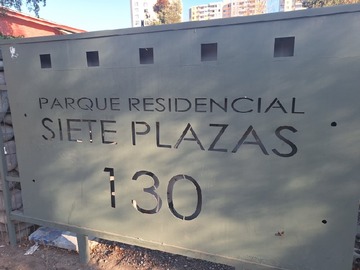 PARQUE RESIDENCIAL
SIETE PLAZAS
130